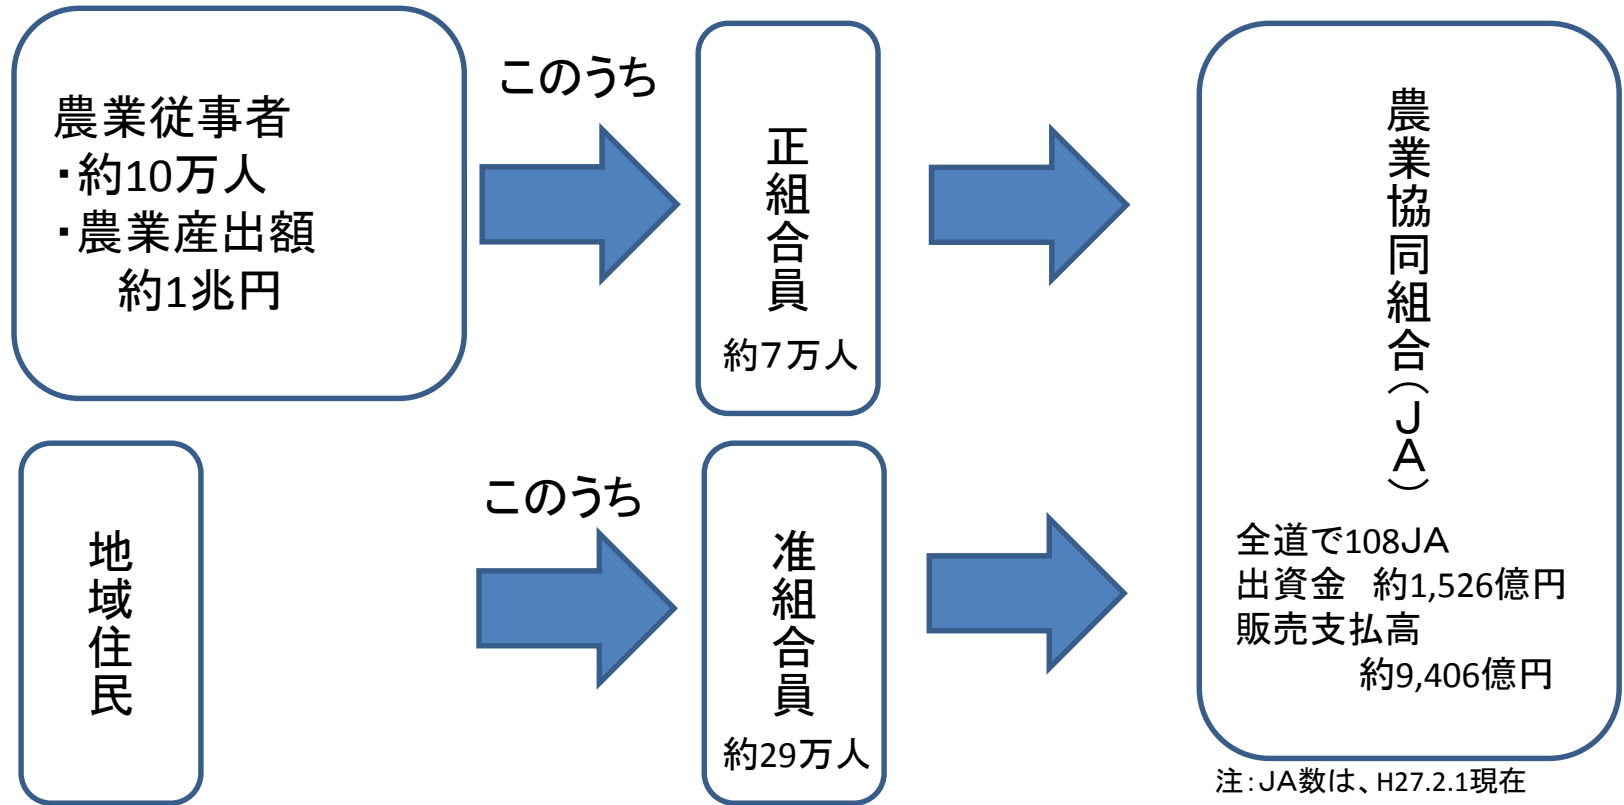 農業従事者
・約10万人
・農業産出額
約1兆円
このうち
正組合員
約7万人
地域住民
このうち
准組合員
約29万人
農業協同組合(JA)
全道で108JA
出資金 約1,526億円
販売支払高
約9,406億円
注:JA数は、H27.2.1現在